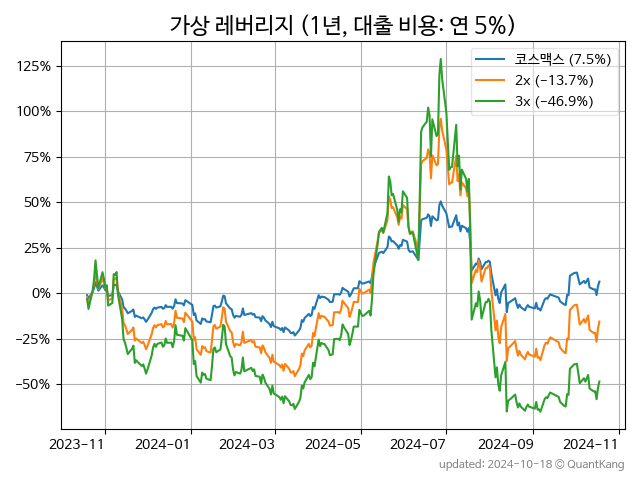 가상 레버리지 (1년, 대출 비용: 연 5%)
코스맥스 (7.5%)
2x (−13.7%)
3x (−46.9%)
125%
100%
75%
50%
25%
0%
−25%
−50%
2023-11 2024-01 2024-03 2024-05 2024-07 2024-09 2024-11
updated: 2024-10-18 © QuantKang